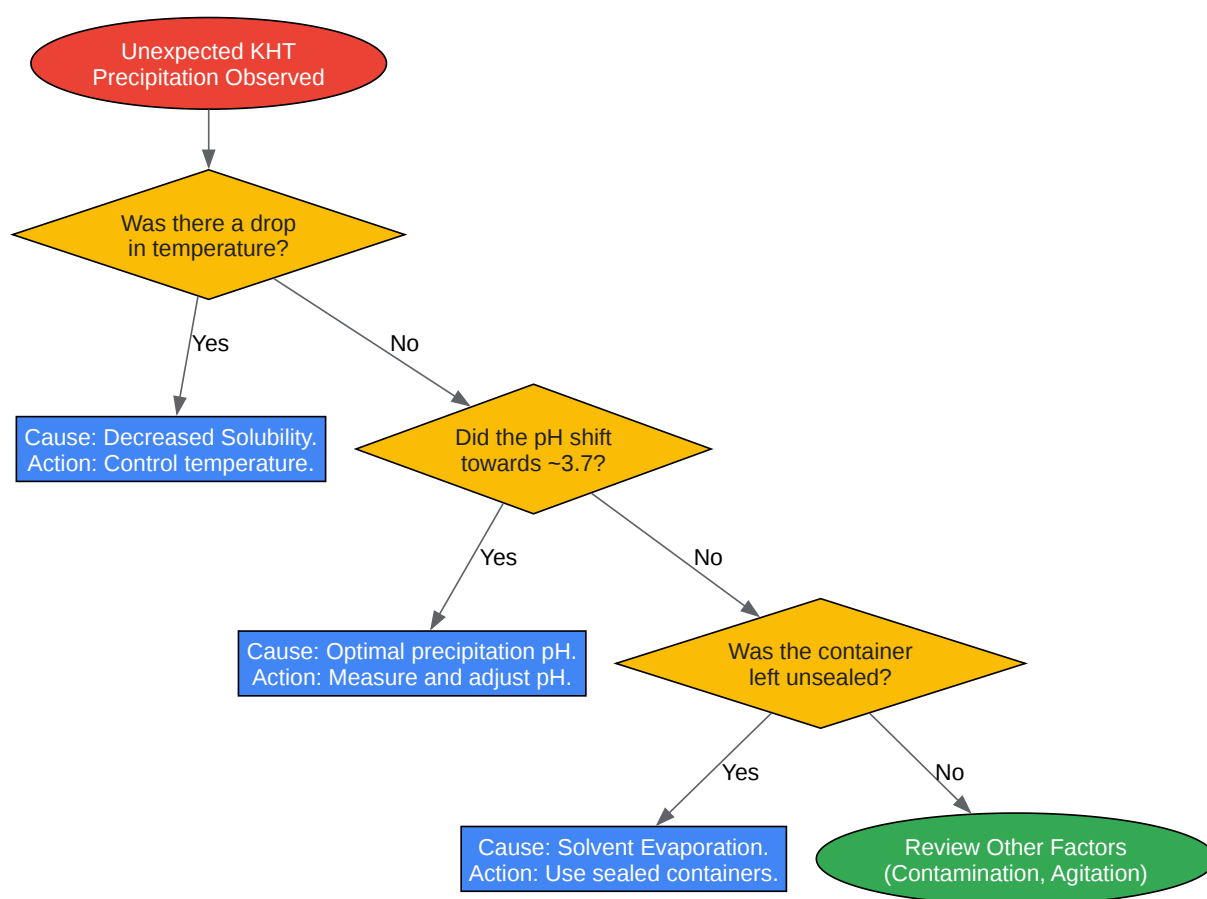 Unexpected KHT
Precipitation Observed
Was there a drop
in temperature?
Yes
No
Cause: Decreased Solubility.
Action: Control temperature.
Did the pH shift
towards ~3.7?
Yes
No
Cause: Optimal precipitation pH.
Action: Measure and adjust pH.
Was the container
left unsealed?
Yes
No
Cause: Solvent Evaporation.
Action: Use sealed containers.
Review Other Factors
(Contamination, Agitation)